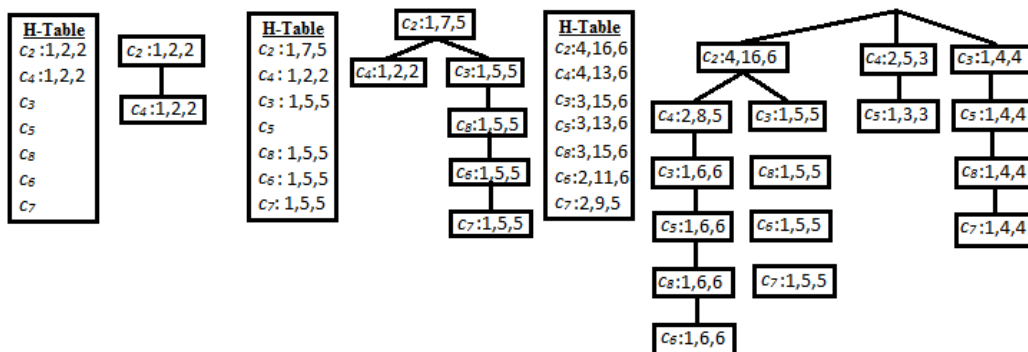 H-Table
c2 :1,2,2
c4 :1,2,2
c3
c5
c8
c6
c7
c2 :1,2,2
c4 :1,2,2
H-Table
c2 :1,7,5
c4 : 1,2,2
c3 : 1,5,5
c5
c8 : 1,5,5
c6 : 1,5,5
c7: 1,5,5
c2 :1,7,5
c4:1,2,2
c3:1,5,5
c8:1,5,5
c6:1,5,5
c7:1,5,5
H-Table
c2:4,16,6
c4:4,13,6
c3:3,15,6
c5:3,13,6
c8:3,15,6
c6:2,11,6
c7:2,9,5
c2:4,16,6
c4:2,5,3
c3:1,4,4
c4:2,8,5
c3:1,5,5
c5:1,3,3
c5:1,4,4
c3:1,6,6
c8:1,5,5
c8:1,4,4
c5:1,6,6
c6:1,5,5
c7:1,4,4
c8:1,6,6
c7:1,5,5
c6:1,6,6